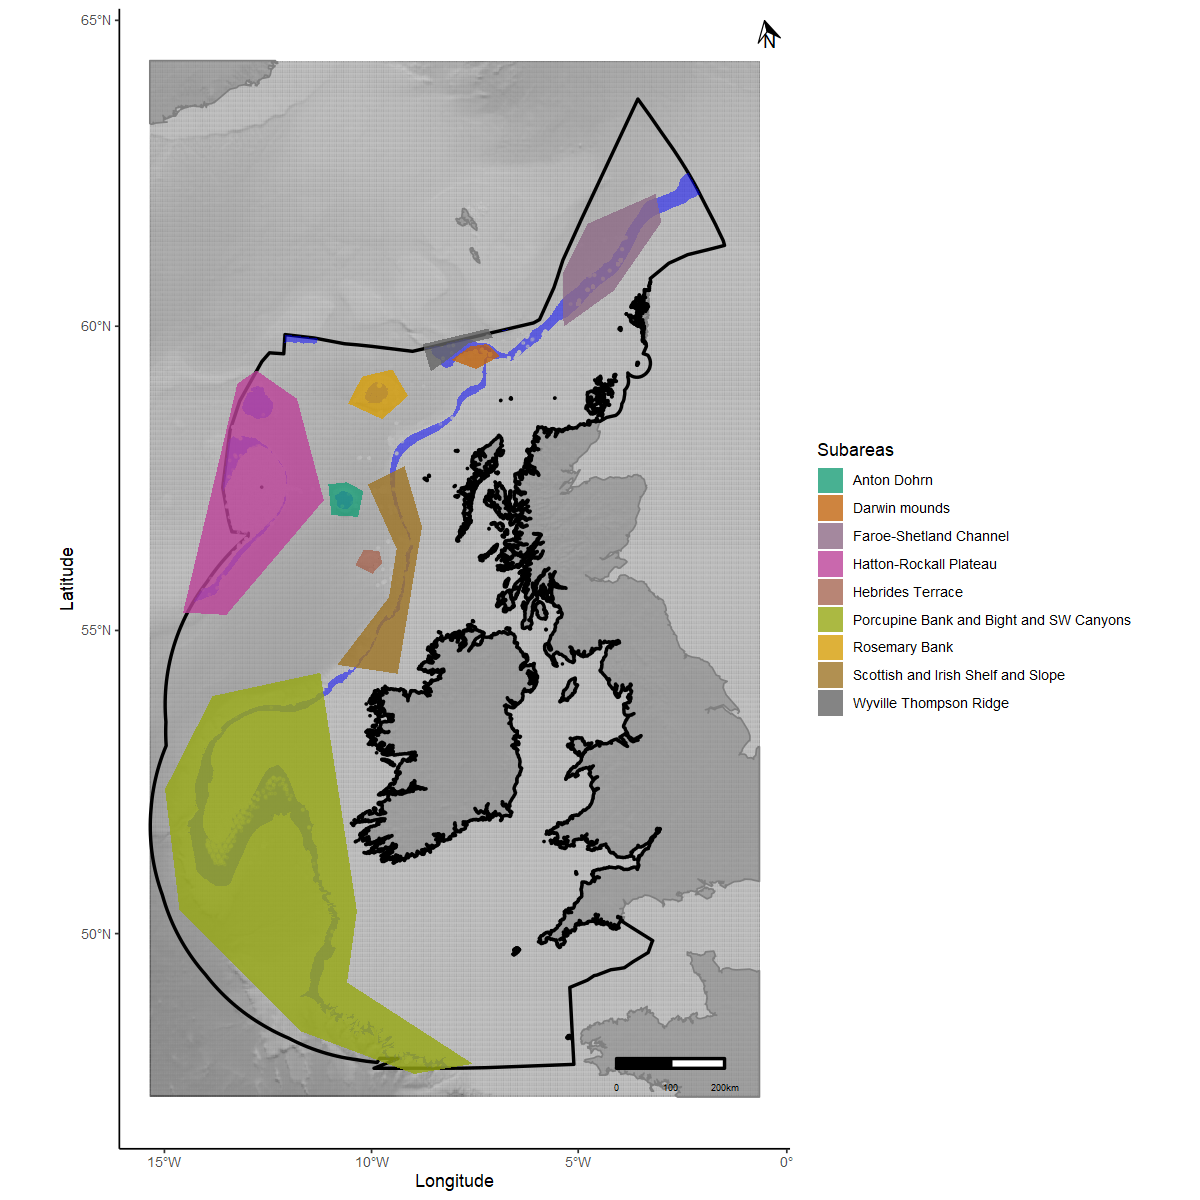 65°N
N
60°N
55°N
50°N
Latitude
0
100
200km
15°W
10°W
5°W
0°
Longitude
Subareas
Anton Dohrn
Darwin mounds
Faroe-Shetland Channel
Hatton-Rockall Plateau
Hebrides Terrace
Porcupine Bank and Bight and SW Canyons
Rosemary Bank
Scottish and Irish Shelf and Slope
Wyville Thompson Ridge